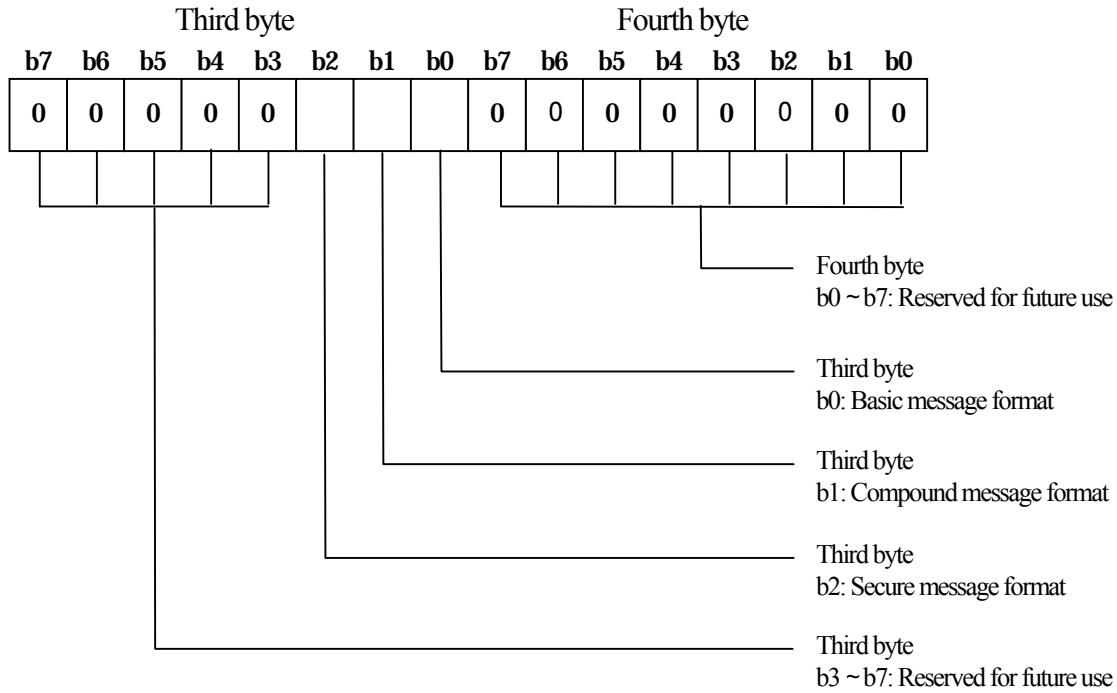 Third byte Fourth byte
b7 b6 b5 b4 b3 b2 b1 b0 b7 b6 b5 b4 b3 b2 b1 b0
0 0 0 0 0 0 0 0 0 0 0 0 0
Fourth byte
b0 ~ b7: Reserved for future use
Third byte
b0: Basic message format
Third byte
b1: Compound message format
Third byte
b2: Secure message format
Third byte
b3 ~ b7: Reserved for future use